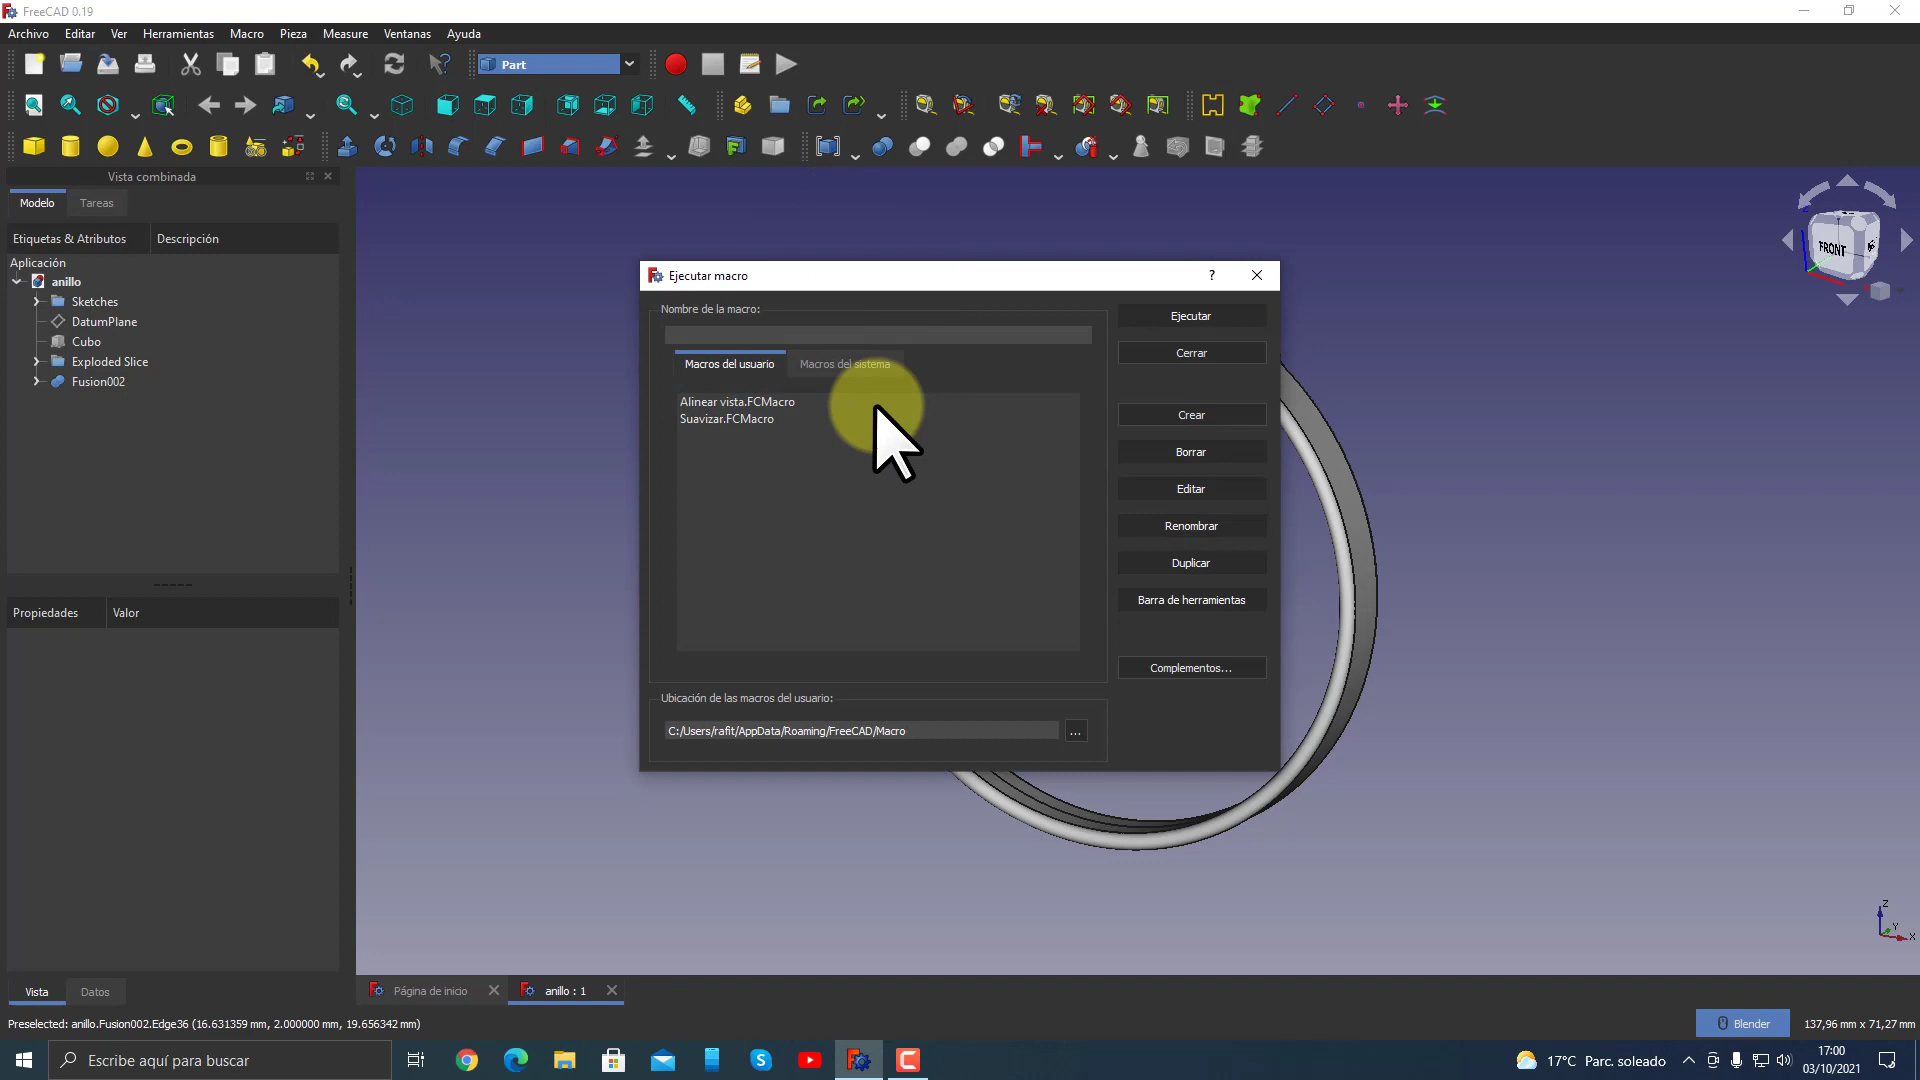 FreeCAD 0.19
Archivo Editar Ver Herramientas Macro Pieza Measure Ventanas Ayuda
Part
Vista combinada
Modelo Tareas
Etiquetas & Atributos Descripción
Aplicación
anillo
Sketches
DatumPlane
Cubo
Exploded Slice
Fusion002
Propiedades Valor
Vista Datos
Ejecutar macro
?
Nombre de la macro:
Macros del usuario Macros del sistema
Alinear vista.FCMacro
Suavizar.FCMacro
Ubicación de las macros del usuario:
C:/Users/rafit/AppData/Roaming/FreeCAD/Macro
...
Ejecutar
Cerrar
Crear
Borrar
Editar
Renombrar
Duplicar
Barra de herramientas
Complementos...
FRONT
Z
Y
X
Página de inicio
anillo : 1
Preselected: anillo.Fusion002.Edge36 (16.631359 mm, 2.000000 mm, 19.656342 mm)
Blender
137,96 mm x 71,27 mm
Escribe aquí para buscar
17°C Parc. soleado
17:00
03/10/2021